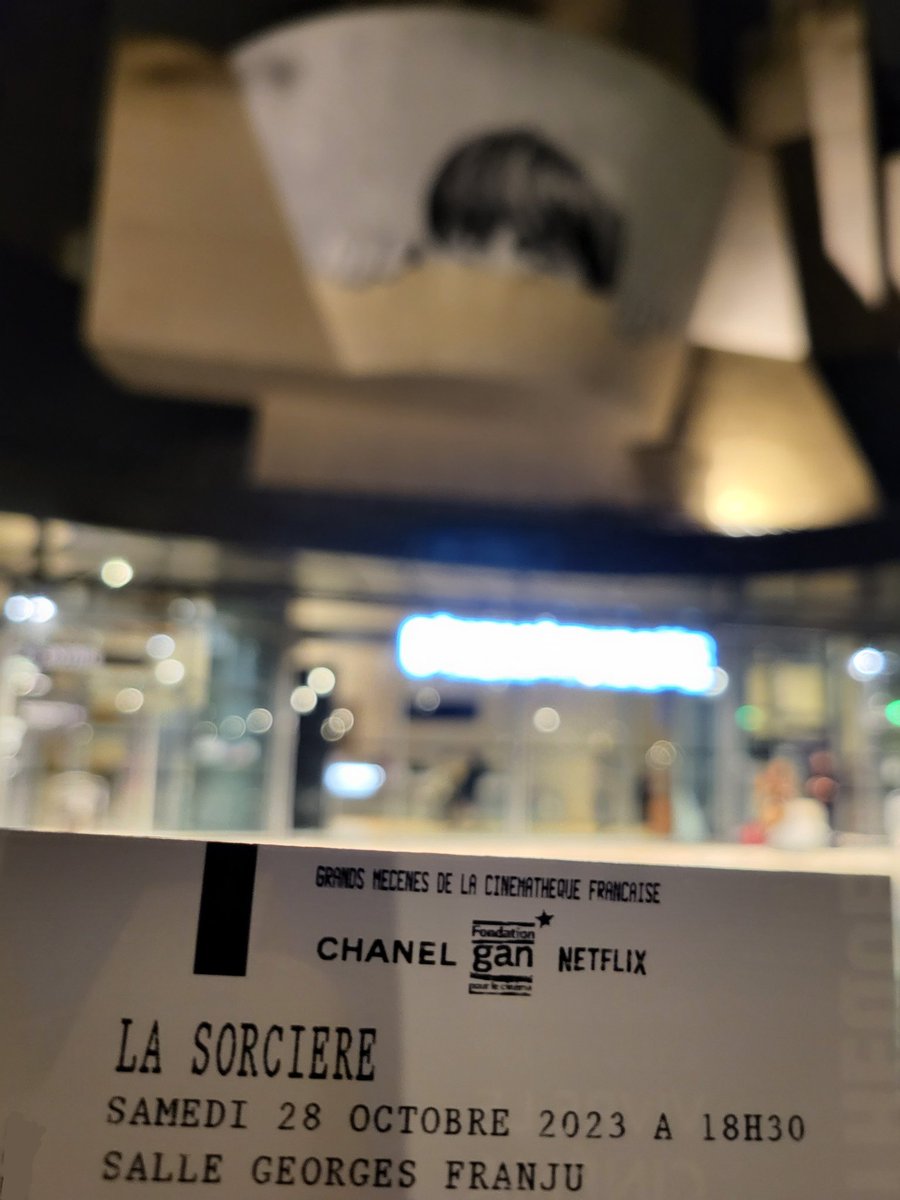 GRANDS MECENES DE LA CINEMATHEQUE FRANCAISE
CHANEL
Fondation
gan
pour le cinéma
NETFLIX
LA SORCIERE
SAMEDI 28 OCTOBRE 2023 A 18H30
SALLE GEORGES FRANJU